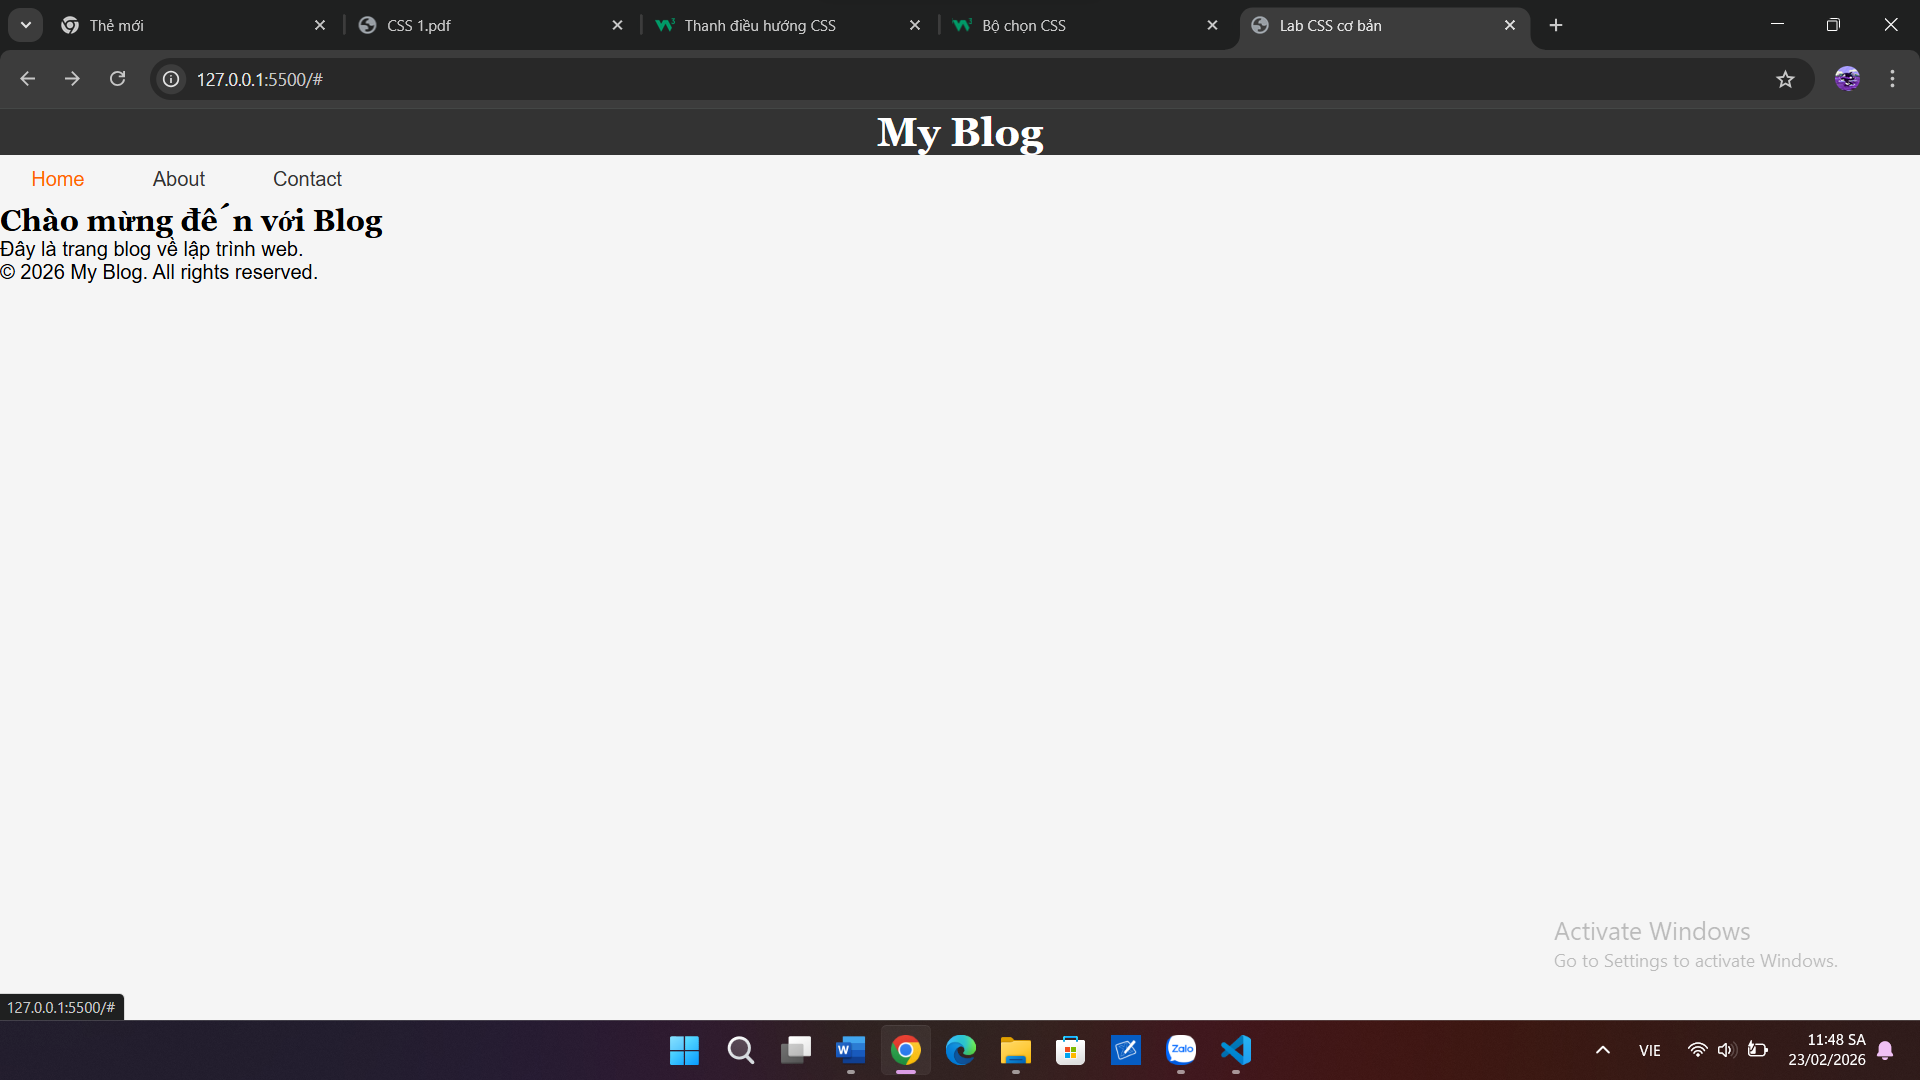 Thẻ mới
CSS 1.pdf
Thanh điều hướng CSS
Bộ chọn CSS
Lab CSS cơ bản
127.0.0.1:5500/#
My Blog
Home About Contact
Chào mừng đến với Blog
Đây là trang blog về lập trình web.
© 2026 My Blog. All rights reserved.
Activate Windows
Go to Settings to activate Windows.
127.0.0.1:5500/#
W
Zalo
VIE
11:48 SA
23/02/2026